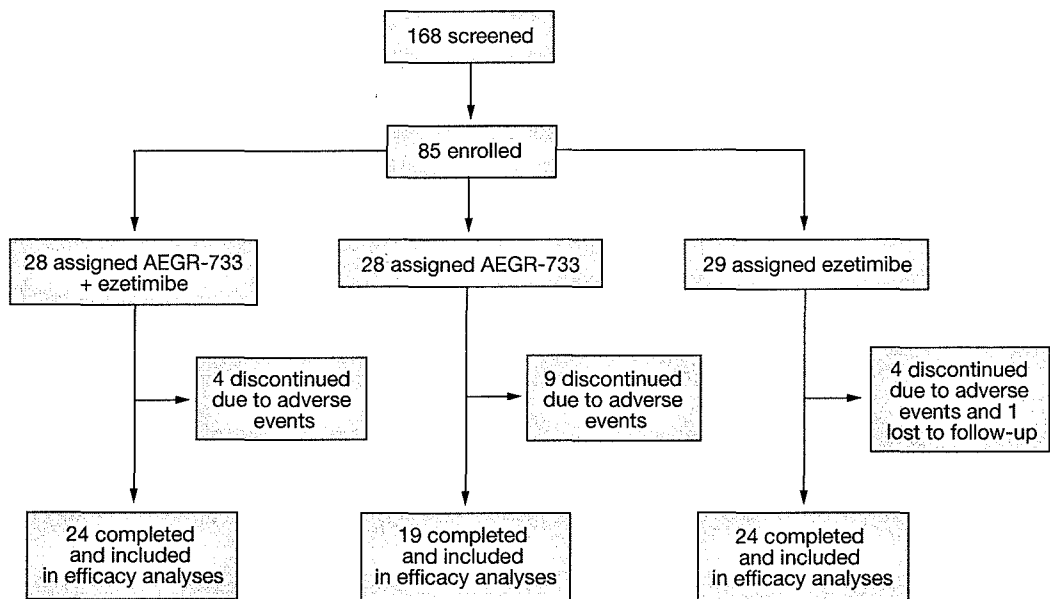 168 screened
85 enrolled
28 assigned AEGR-733
+ ezetimibe
28 assigned AEGR-733
29 assigned ezetimibe
4 discontinued
due to adverse
events
9 discontinued
due to adverse
events
4 discontinued
due to adverse
events and 1
lost to follow-up
24 completed
and included
in efficacy analyses
19 completed
and included
in efficacy analyses
24 completed
and included
in efficacy analyses